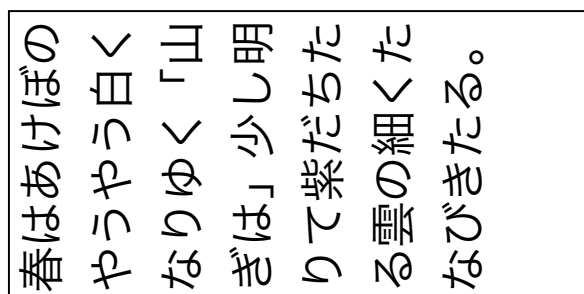 春はあけぼの
やうやう白く
なりゆく「山
ぎは」少し明
りて紫だちた
る雲の細くた
なびきたる。